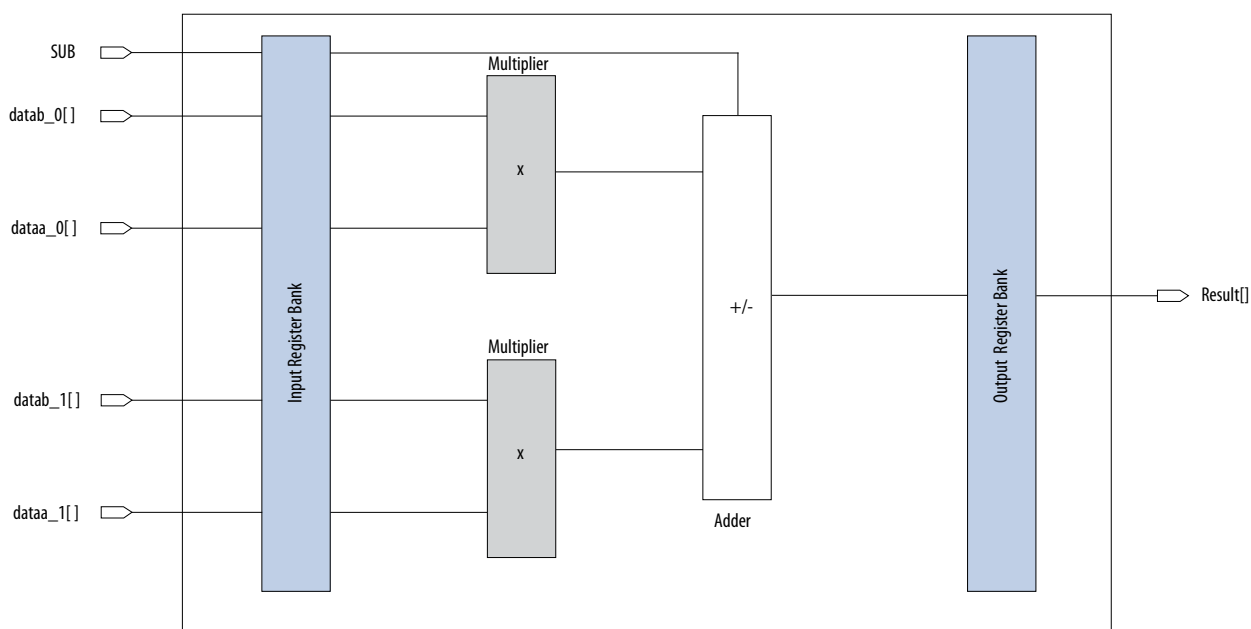 SUB
Multiplier
datab_0[ ]
x
dataa_0[ ]
Input Register Bank
+/-
Output Register Bank
Result[]
Multiplier
datab_1[ ]
x
dataa_1[ ]
Adder